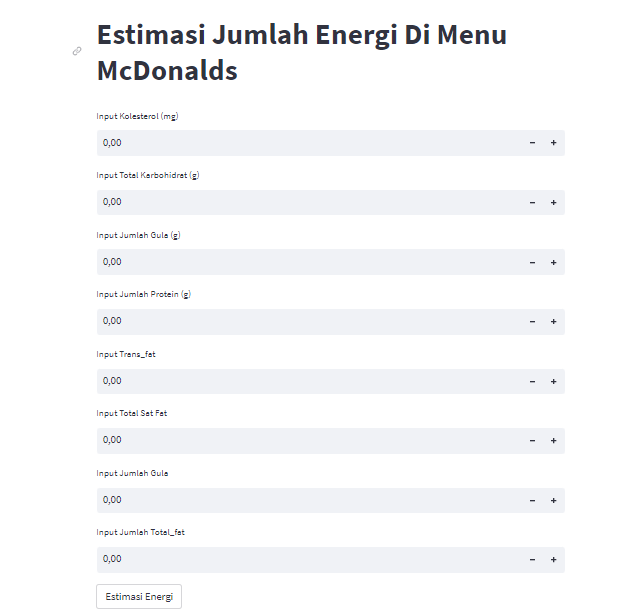 Estimasi Jumlah Energi Di Menu
McDonalds
Input Kolesterol (mg)
0,00
Input Total Karbohidrat (g)
0,00
Input Jumlah Gula (g)
0,00
Input Jumlah Protein (g)
0,00
Input Trans_fat
0,00
Input Total Sat Fat
0,00
Input Jumlah Gula
0,00
Input Jumlah Total_fat
0,00
Estimasi Energi